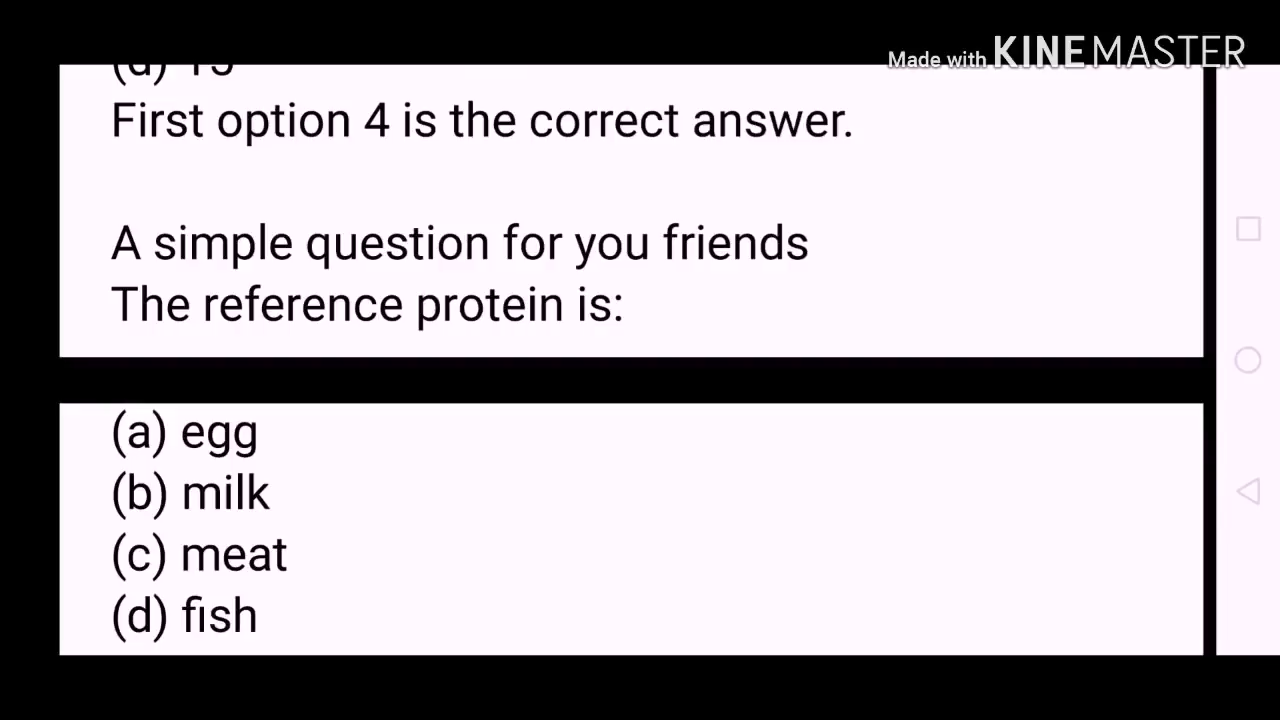 Made with KINEMASTER
First option 4 is the correct answer.
A simple question for you friends
The reference protein is:
(a) egg
(b) milk
(c) meat
(d) fish